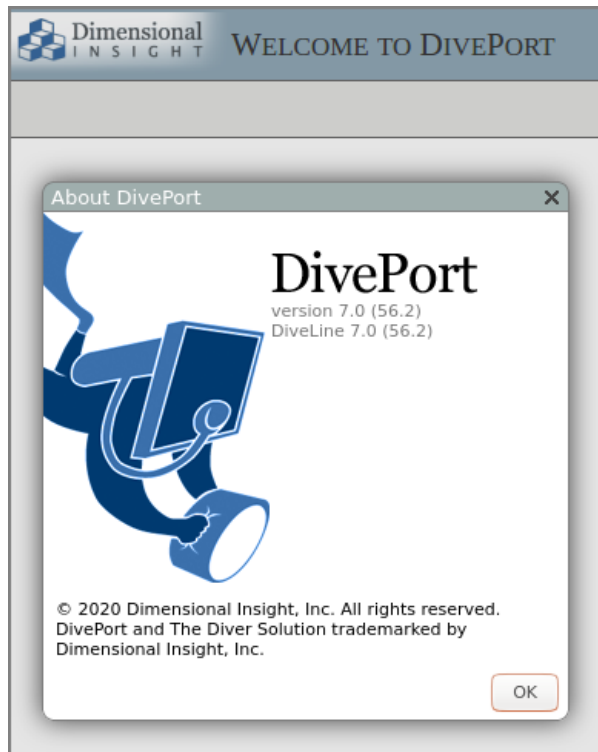 Dimensional
INSIGHT
WELCOME TO DIVEPORT
About DivePort
DivePort
version 7.0 (56.2)
DiveLine 7.0 (56.2)
© 2020 Dimensional Insight, Inc. All rights reserved.
DivePort and The Diver Solution trademarked by
Dimensional Insight, Inc.
OK